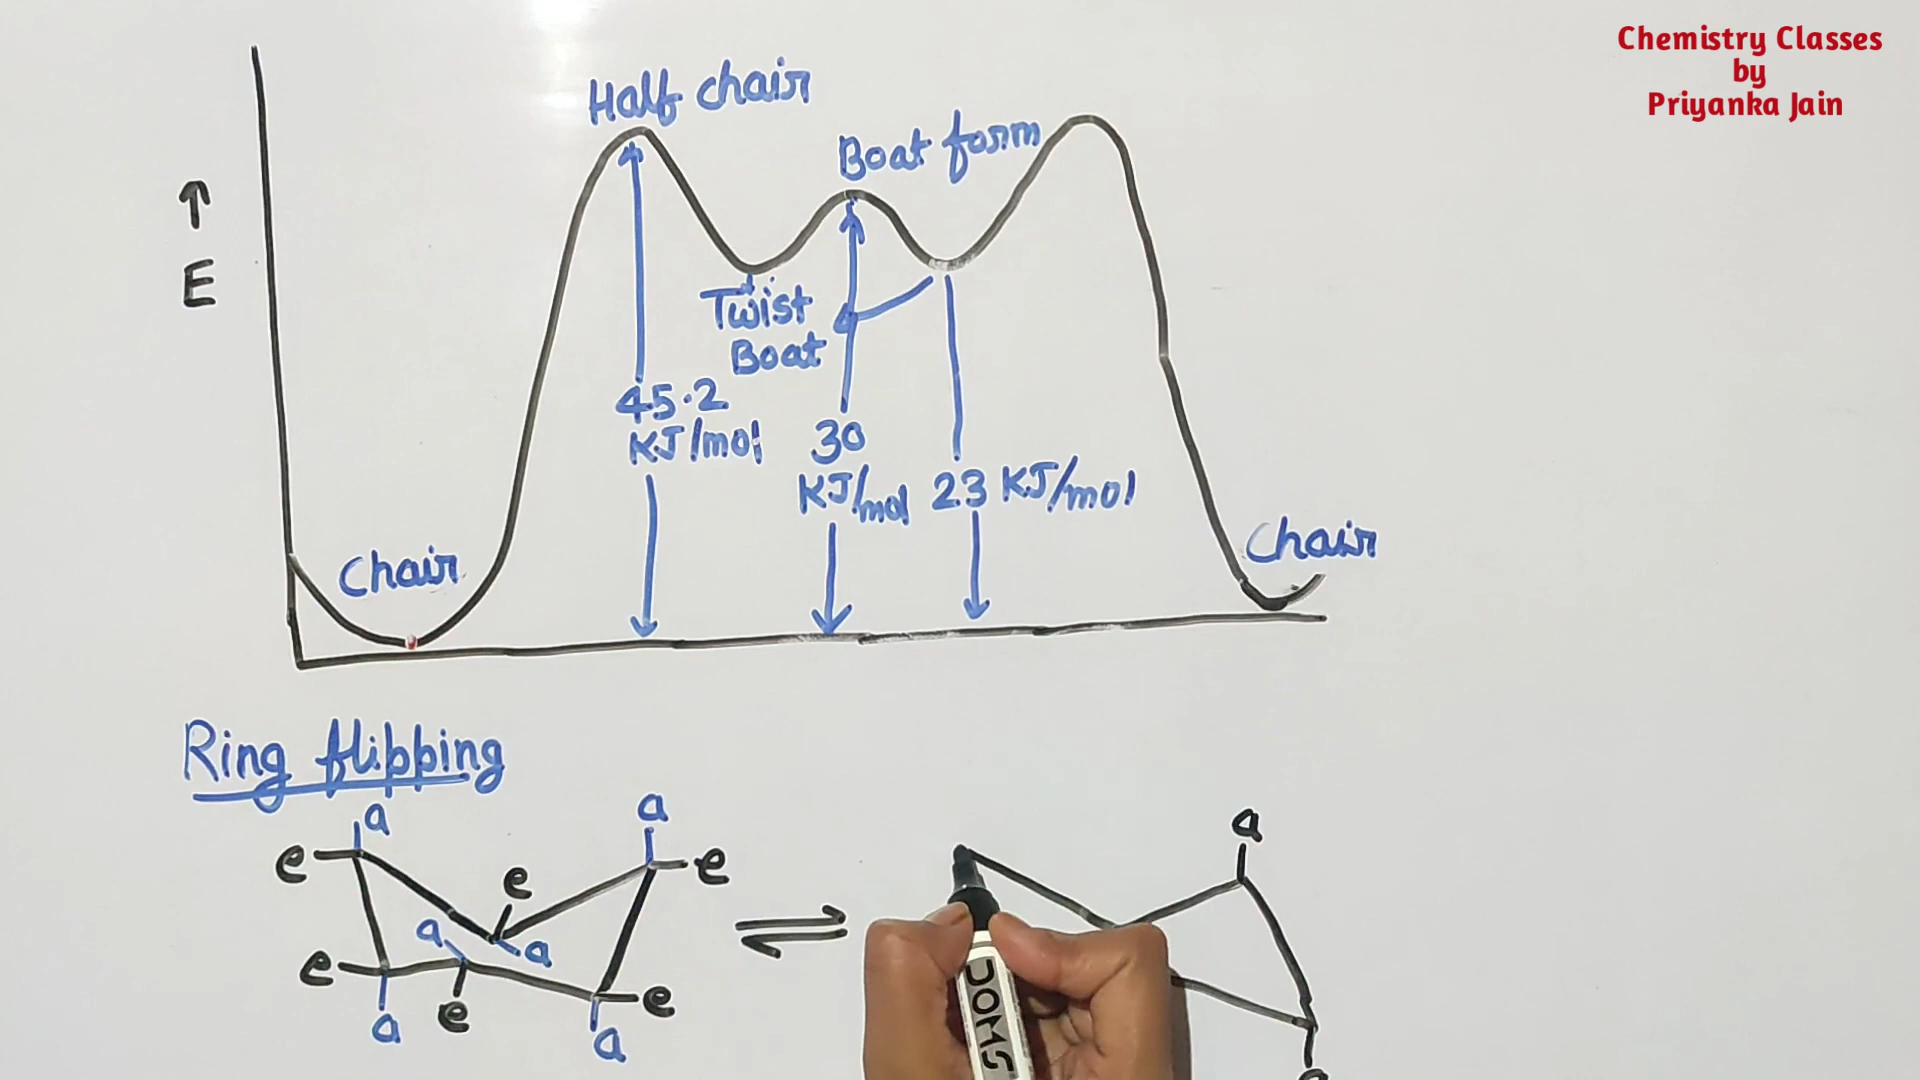 Chemistry Classes
by
Priyanka Jain
Half chair
Boat form
↑
E
Twist
Boat
45.2
KJ/mol
30
KJ/mol
23 KJ/mol
Chair
Chair
Ring flipping
a
a
a
e
e
e
a
a
e
e
e
a
a
DOMS